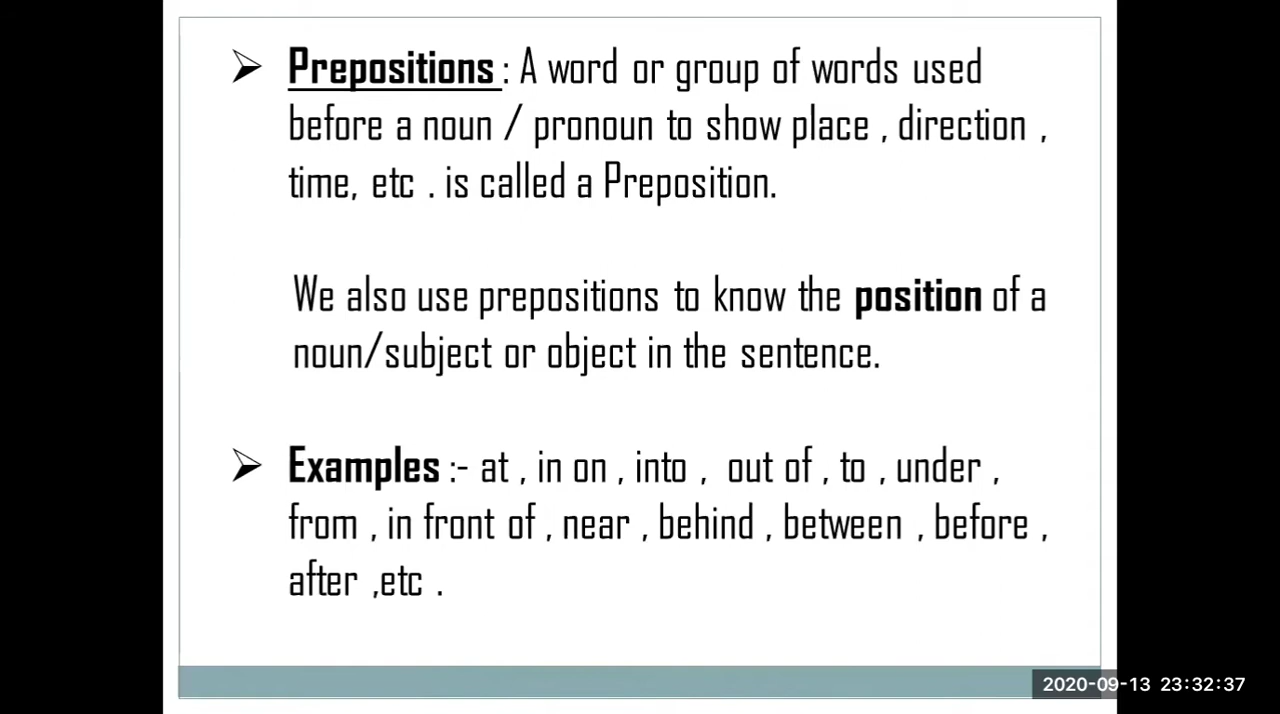 ➢ Prepositions : A word or group of words used
before a noun / pronoun to show place , direction ,
time, etc . is called a Preposition.
We also use prepositions to know the position of a
noun/subject or object in the sentence.
➢ Examples :- at , in on , into , out of , to , under ,
from , in front of , near , behind , between , before ,
after ,etc .
2020-09-13 23:32:37